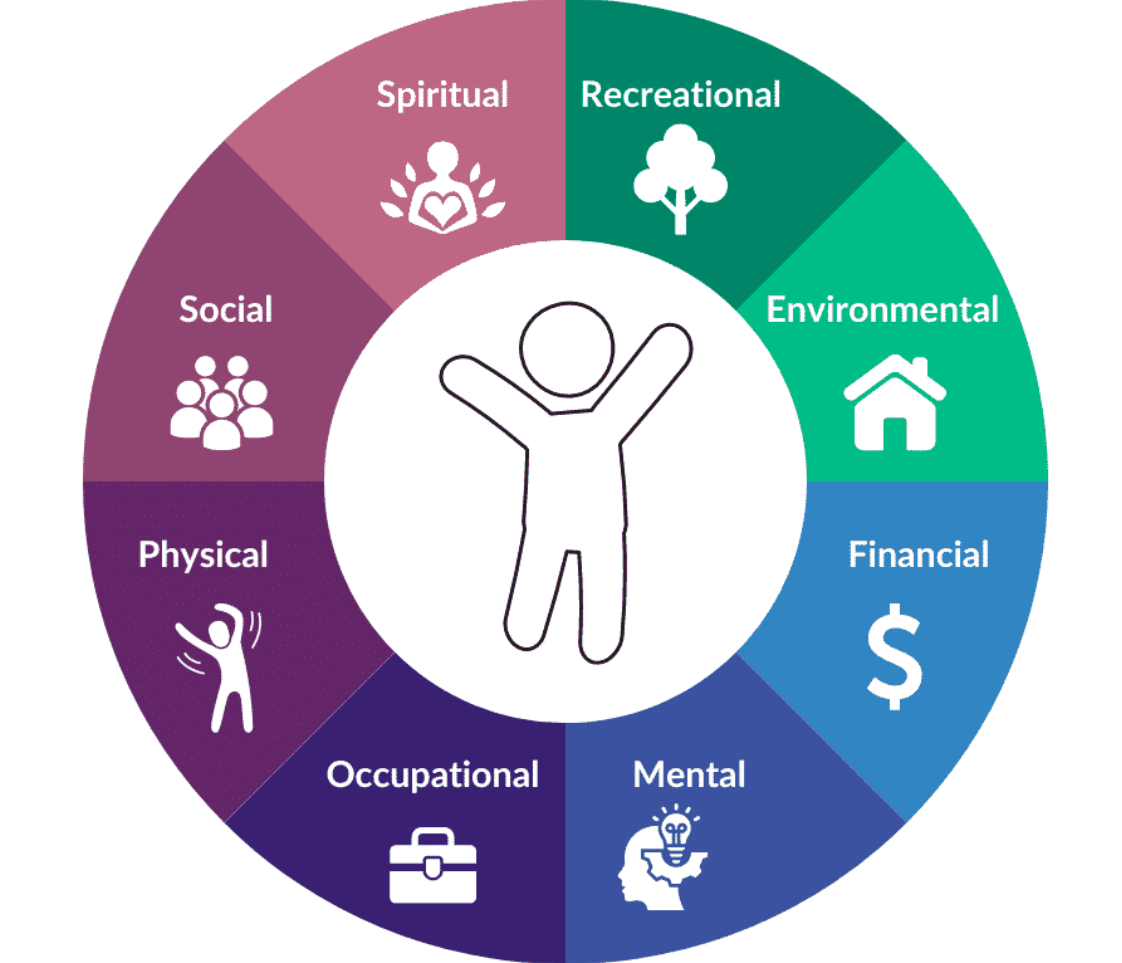 Spiritual
Recreational
Social
Environmental
Physical
Financial
Occupational
Mental
$